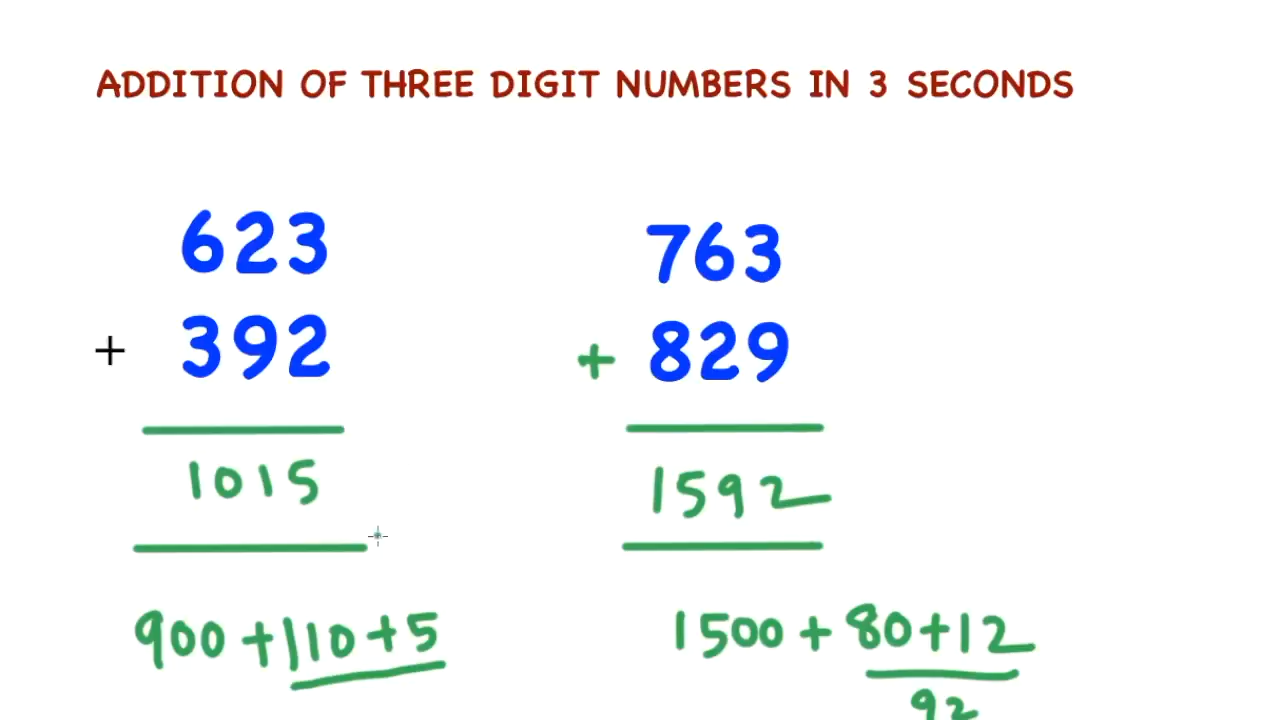 ADDITION OF THREE DIGIT NUMBERS IN 3 SECONDS
623
+ 392
1015
900 + 110 + 5
763
+ 829
1592
1500 + 80 + 12
92